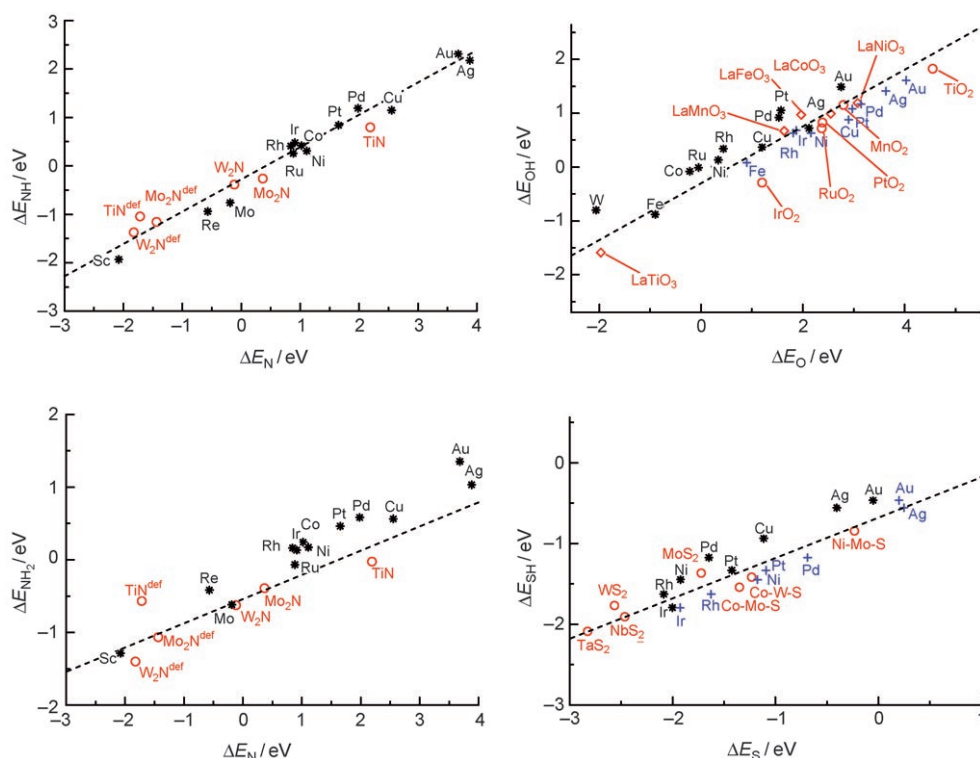 3
2
1
0
−1
−2
−3
ΔE_NH / eV
Au
Ag
Pd
Cu
Pt
TiN
Ir
Co
Rh
Ni
Ru
W₂N
Mo₂N
Mo
Re
Mo₂N^def
TiN^def
W₂N^def
Sc
−3
−2
−1
0
1
2
3
4
ΔE_N / eV
2
1
0
−1
−2
ΔE_OH / eV
LaNiO₃
LaCoO₃
LaFeO₃
LaMnO₃
Au
Pt
Pd
Ag
Au
Ag
Pd
Pt
Cu
TiO₂
MnO₂
PtO₂
RuO₂
IrO₂
Rh
Ni
Cu
Rh
Ru
Co
Ni
Fe
W
Fe
LaTiO₃
−2
0
2
4
ΔE_O / eV
2
1
0
−1
−2
ΔE_NH₂ / eV
Au
Ag
Pd
Cu
Pt
Co
Ir
Rh
Ni
Ru
TiN
Re
Mo₂N
Mo
W₂N
TiN^def
Mo₂N^def
Sc
W₂N^def
−3
−2
−1
0
1
2
3
4
ΔE_N / eV
0
−1
−2
−3
ΔE_SH / eV
Au
Ag
Au
Ag
Ni-Mo-S
Cu
Pd
Pt
Pd
MoS₂
Ni
Pt
Ni
Co-W-S
Co-Mo-S
WS₂
Rh
Rh
Ir
Ir
NbS₂
TaS₂
−3
−2
−1
0
ΔE_S / eV